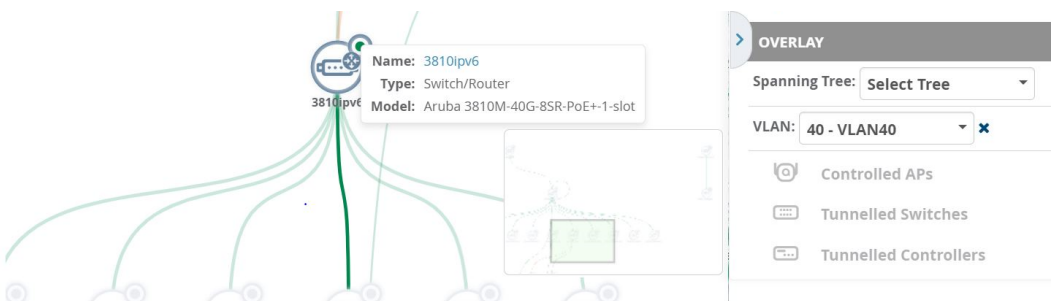 Name: 3810ipv6
Type: Switch/Router
Model: Aruba 3810M-40G-8SR-PoE+-1-slot
3810ipv6
OVERLAY
Spanning Tree: Select Tree
VLAN: 40 - VLAN40
Controlled APs
Tunnelled Switches
Tunnelled Controllers